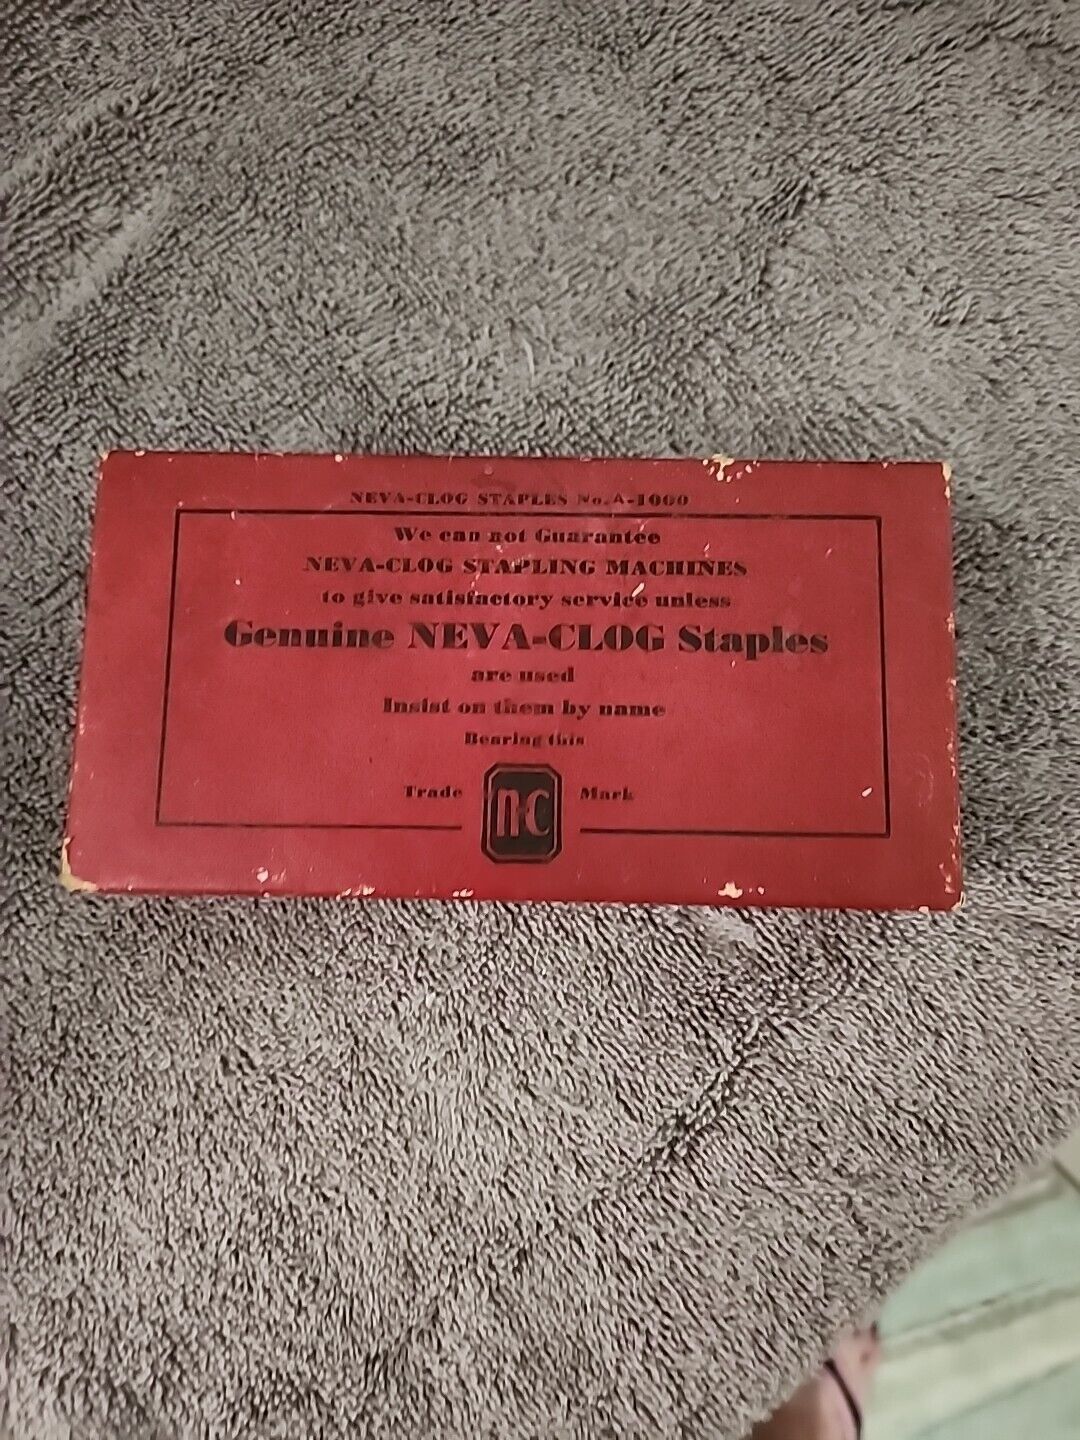 NEVA-CLOG STAPLES No. A-1000
We can not Guarantee
NEVA-CLOG STAPLING MACHINES
to give satisfactory service unless
Genuine NEVA-CLOG Staples
are used
Insist on them by name
Bearing this
Trade N-C Mark